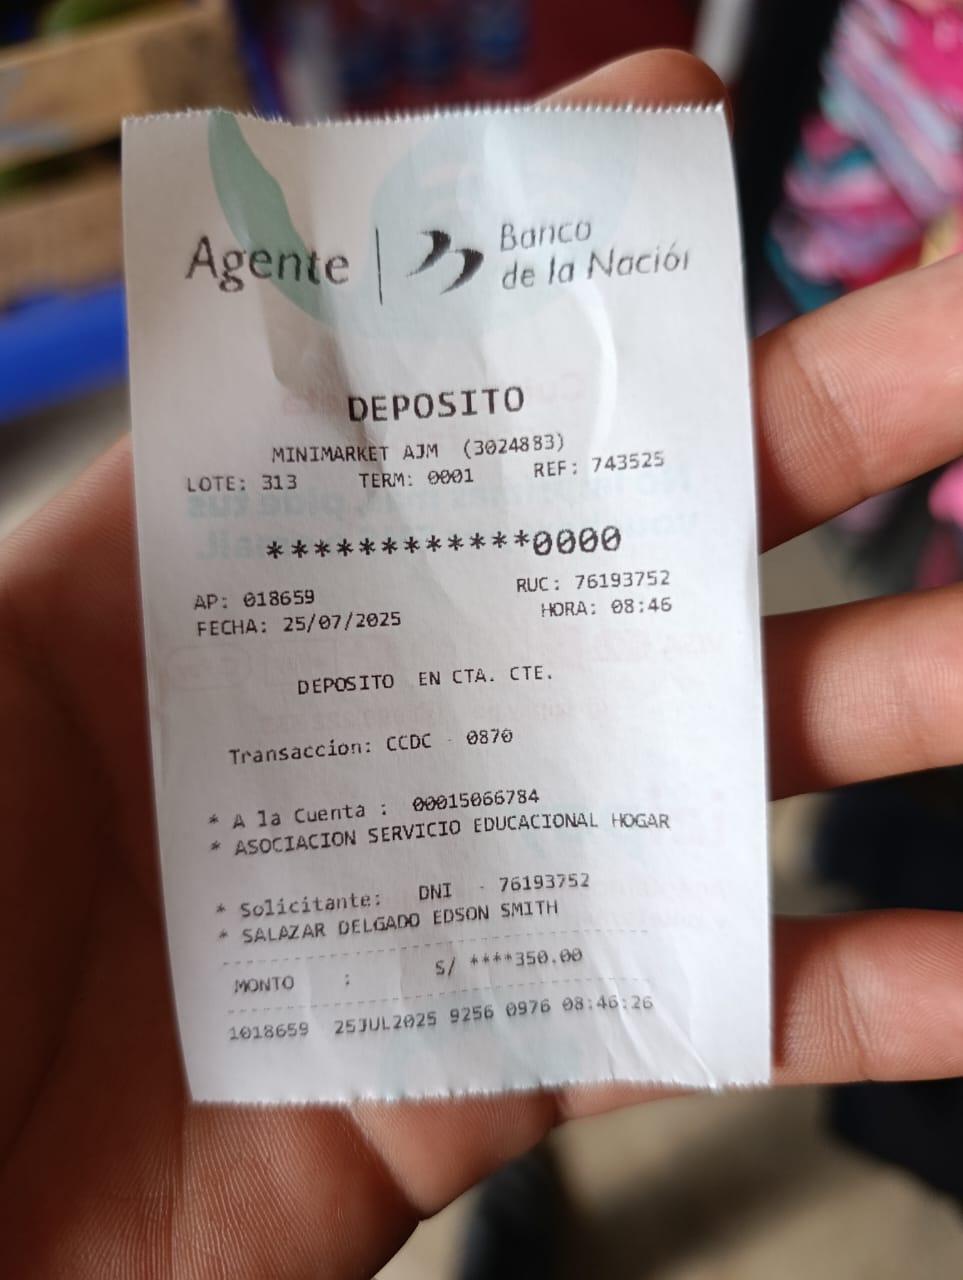 Agente | Banco
de la Nación
DEPOSITO
MINIMARKET AJM (3024883)
LOTE: 313 TERM: 0001 REF: 743525
************0000
AP: 018659 RUC: 76193752
FECHA: 25/07/2025 HORA: 08:46
DEPOSITO EN CTA. CTE.
Transaccion: CCDC - 0870
* A la Cuenta : 00015066784
* ASOCIACION SERVICIO EDUCACIONAL HOGAR
* Solicitante: DNI - 76193752
* SALAZAR DELGADO EDSON SMITH
MONTO : S/ ****350.00
1018659 25JUL2025 9256 0976 08:46:26